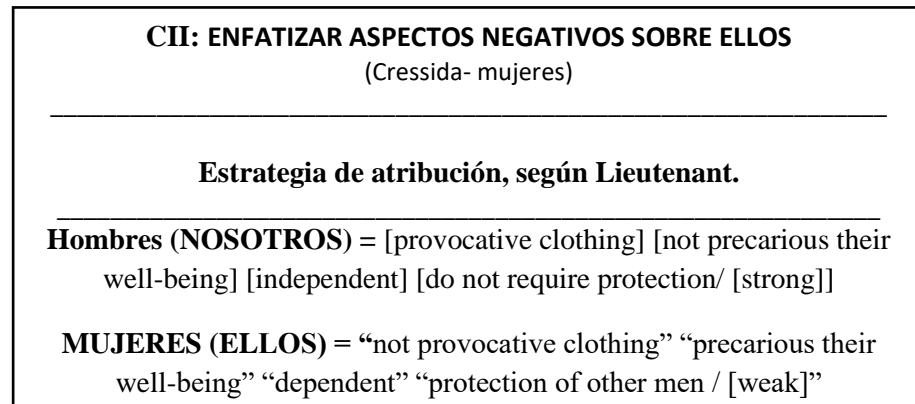 CII: ENFATIZAR ASPECTOS NEGATIVOS SOBRE ELLOS
(Cressida- mujeres)
Estrategia de atribución, según Lieutenant.
Hombres (NOSOTROS) = [provocative clothing] [not precarious their
well-being] [independent] [do not require protection/ [strong]]
MUJERES (ELLOS) = “not provocative clothing” “precarious their
well-being” “dependent” “protection of other men / [weak]”